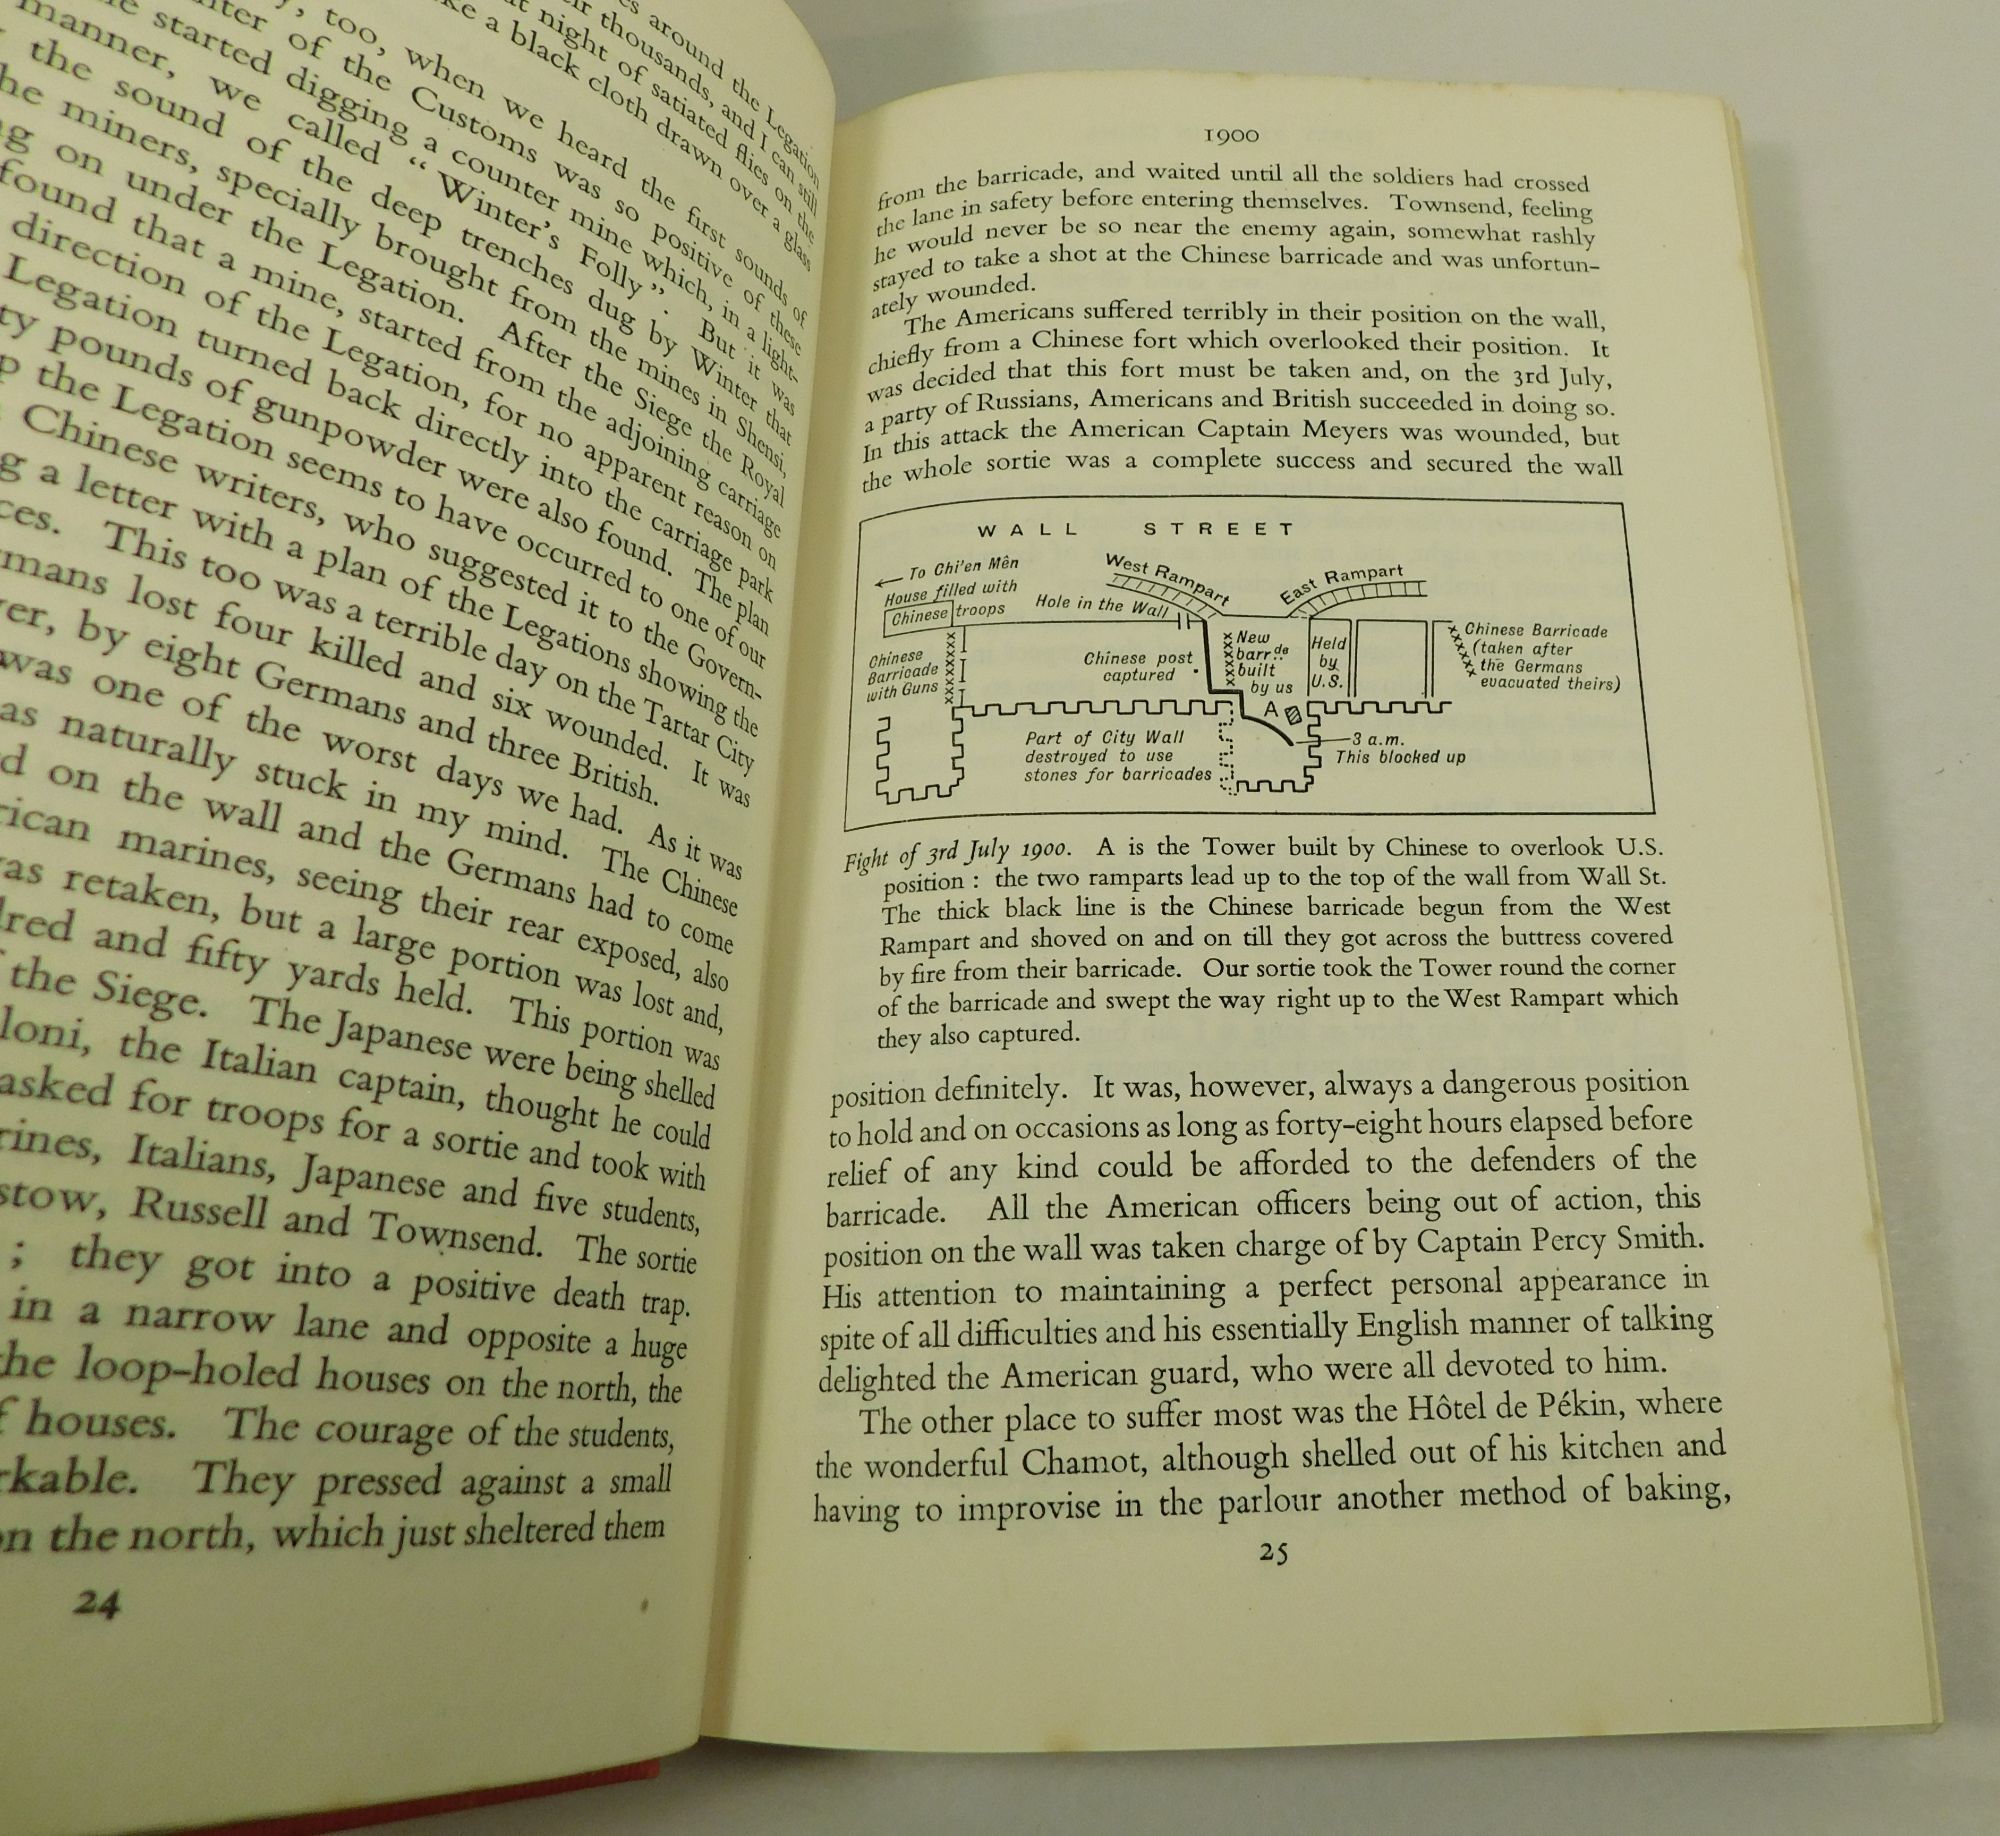 es around the Legation
ir thousands, and I can still
t night of satiated flies on the
ke a black cloth drawn over a glass
, too, when we heard the first sounds of
nter of the Customs was so positive of these
e started digging a counter mine which, in a light-
manner, we called “Winter’s Folly”. But it was
the sound of the deep trenches dug by Winter that
he miners, specially brought from the mines in Shensi,
ng on under the Legation. After the Siege the Royal
found that a mine, started from the adjoining carriage
direction of the Legation, for no apparent reason on
Legation turned back directly into the carriage park
ty pounds of gunpowder were also found. The plan
p the Legation seems to have occurred to one of our
Chinese writers, who suggested it to the Govern-
g a letter with a plan of the Legations showing the
ces. This too was a terrible day on the Tartar City
rmans lost four killed and six wounded. It was
ver, by eight Germans and three British.
was one of the worst days we had. As it was
as naturally stuck in my mind. The Chinese
d on the wall and the Germans had to come
rican marines, seeing their rear exposed, also
was retaken, but a large portion was lost and,
dred and fifty yards held. This portion was
f the Siege. The Japanese were being shelled
loni, the Italian captain, thought he could
asked for troops for a sortie and took with
rines, Italians, Japanese and five students,
stow, Russell and Townsend. The sortie
; they got into a positive death trap.
in a narrow lane and opposite a huge
the loop-holed houses on the north, the
f houses. The courage of the students,
rkable. They pressed against a small
on the north, which just sheltered them
24
1900
from the barricade, and waited until all the soldiers had crossed
the lane in safety before entering themselves. Townsend, feeling
he would never be so near the enemy again, somewhat rashly
stayed to take a shot at the Chinese barricade and was unfortun-
ately wounded.
The Americans suffered terribly in their position on the wall,
chiefly from a Chinese fort which overlooked their position. It
was decided that this fort must be taken and, on the 3rd July,
a party of Russians, Americans and British succeeded in doing so.
In this attack the American Captain Meyers was wounded, but
the whole sortie was a complete success and secured the wall
WALL STREET
To Chi'en Mên
House filled with
Chinese troops
Hole in the Wall
West Rampart
East Rampart
Chinese
Barricade
with Guns
Chinese post
captured
New
barr.de
built
by us
Held
by
U.S.
Chinese Barricade
(taken after
the Germans
evacuated theirs)
A
Part of City Wall
destroyed to use
stones for barricades
3 a.m.
This blocked up
Fight of 3rd July 1900. A is the Tower built by Chinese to overlook U.S.
position : the two ramparts lead up to the top of the wall from Wall St.
The thick black line is the Chinese barricade begun from the West
Rampart and shoved on and on till they got across the buttress covered
by fire from their barricade. Our sortie took the Tower round the corner
of the barricade and swept the way right up to the West Rampart which
they also captured.
position definitely. It was, however, always a dangerous position
to hold and on occasions as long as forty-eight hours elapsed before
relief of any kind could be afforded to the defenders of the
barricade. All the American officers being out of action, this
position on the wall was taken charge of by Captain Percy Smith.
His attention to maintaining a perfect personal appearance in
spite of all difficulties and his essentially English manner of talking
delighted the American guard, who were all devoted to him.
The other place to suffer most was the Hôtel de Pékin, where
the wonderful Chamot, although shelled out of his kitchen and
having to improvise in the parlour another method of baking,
25